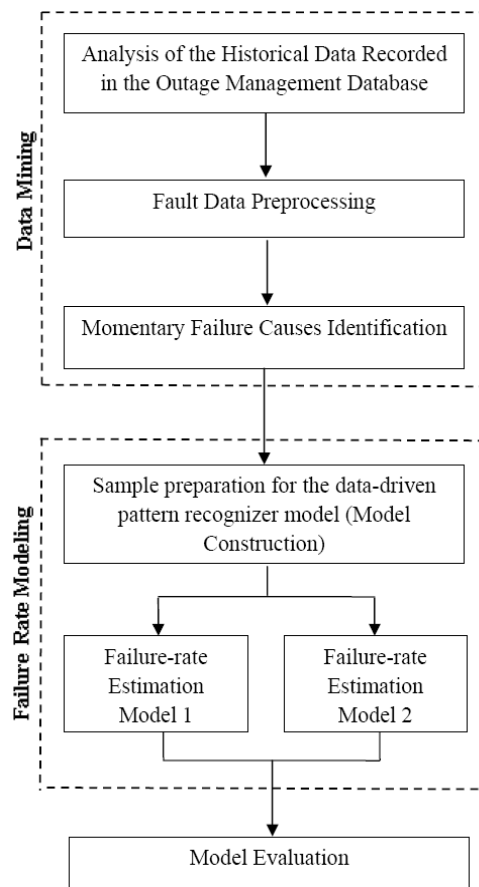 Data Mining
Analysis of the Historical Data Recorded
in the Outage Management Database
Fault Data Preprocessing
Momentary Failure Causes Identification
Failure Rate Modeling
Sample preparation for the data-driven
pattern recognizer model (Model
Construction)
Failure-rate
Estimation
Model 1
Failure-rate
Estimation
Model 2
Model Evaluation